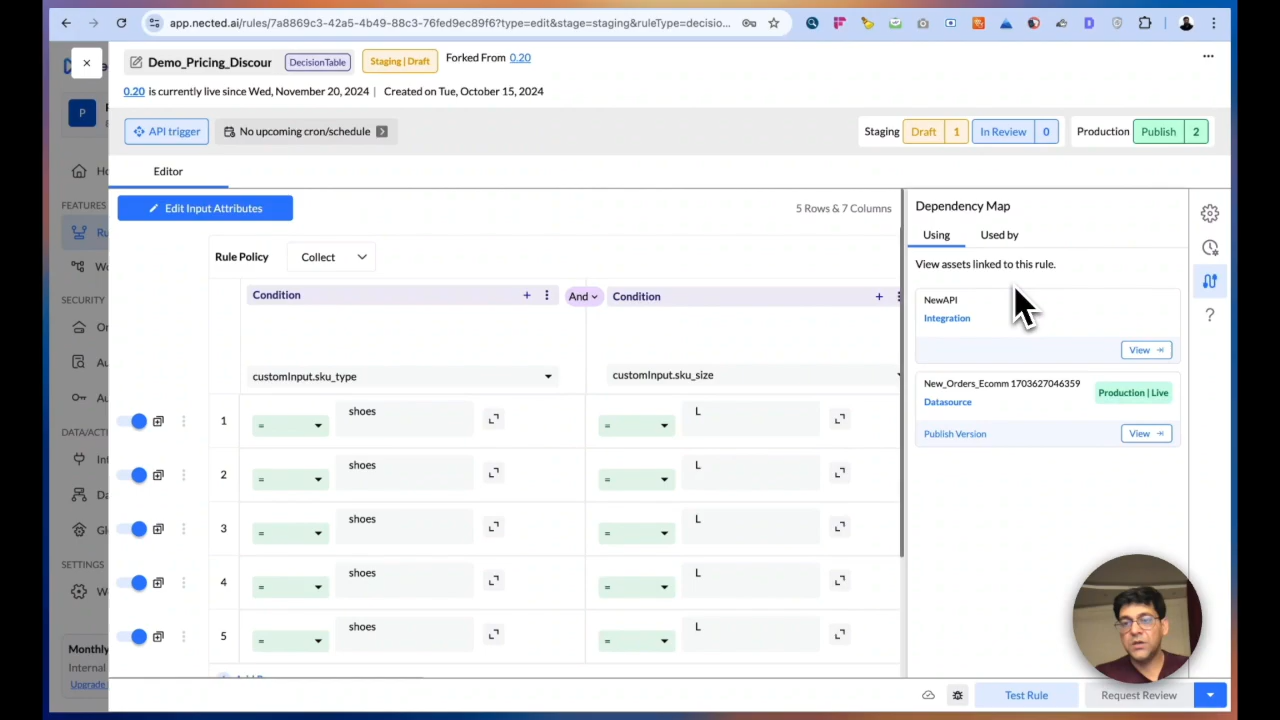 app.nected.ai/rules/7a8869c3-42a5-4b49-88c3-76fed9ec89f6?type=edit&stage=staging&ruleType=decisio...
Demo_Pricing_Discour
DecisionTable
Staging | Draft
Forked From 0.20
0.20 is currently live since Wed, November 20, 2024 | Created on Tue, October 15, 2024
P
API trigger
No upcoming cron/schedule
Staging Draft 1 In Review 0
Production Publish 2
Editor
FEATURES
SECURITY
DATA/ACTI
SETTINGS
Monthly
Internal
Upgrade
Edit Input Attributes
5 Rows & 7 Columns
Rule Policy Collect
Condition And Condition
customInput.sku_type customInput.sku_size
1 = shoes = L
2 = shoes = L
3 = shoes = L
4 = shoes = L
5 = shoes = L
Dependency Map
Using Used by
View assets linked to this rule.
NewAPI
Integration
View
New_Orders_Ecomm 1703627046359
Production | Live
Datasource
Publish Version View
Test Rule Request Review